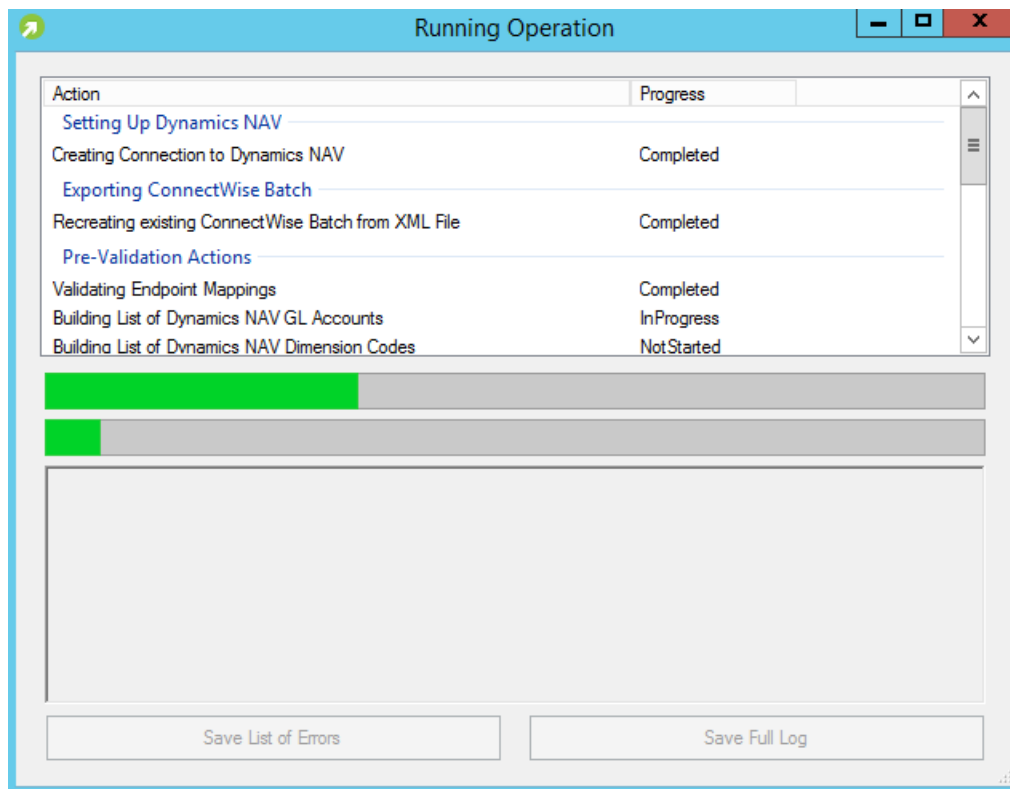 Running Operation
Action Progress
Setting Up Dynamics NAV
Creating Connection to Dynamics NAV Completed
Exporting ConnectWise Batch
Recreating existing ConnectWise Batch from XML File Completed
Pre-Validation Actions
Validating Endpoint Mappings Completed
Building List of Dynamics NAV GL Accounts InProgress
Building List of Dynamics NAV Dimension Codes NotStarted
Save List of Errors Save Full Log